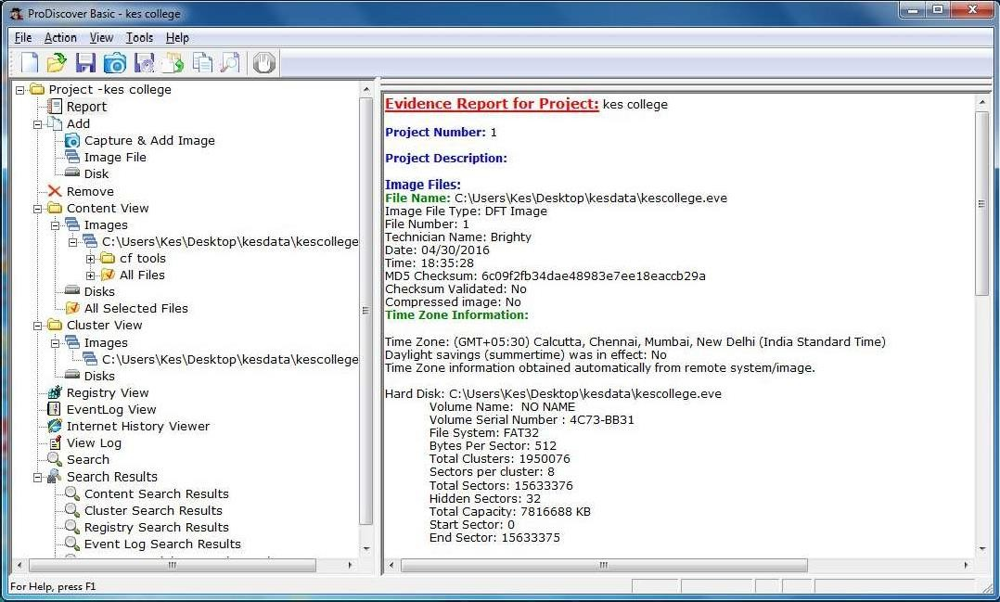 ProDiscover Basic - kes college
File Action View Tools Help
Project -kes college
Report
Add
Capture & Add Image
Image File
Disk
Remove
Content View
Images
C:\Users\Kes\Desktop\kesdata\kescollege
cf tools
All Files
Disks
All Selected Files
Cluster View
Images
C:\Users\Kes\Desktop\kesdata\kescollege
Disks
Registry View
EventLog View
Internet History Viewer
View Log
Search
Search Results
Content Search Results
Cluster Search Results
Registry Search Results
Event Log Search Results
Evidence Report for Project: kes college
Project Number: 1
Project Description:
Image Files:
File Name: C:\Users\Kes\Desktop\kesdata\kescollege.eve
Image File Type: DFT Image
File Number: 1
Technician Name: Brighty
Date: 04/30/2016
Time: 18:35:28
MD5 Checksum: 6c09f2fb34dae48983e7ee18eaccb29a
Checksum Validated: No
Compressed image: No
Time Zone Information:
Time Zone: (GMT+05:30) Calcutta, Chennai, Mumbai, New Delhi (India Standard Time)
Daylight savings (summertime) was in effect: No
Time Zone information obtained automatically from remote system/image.
Hard Disk: C:\Users\Kes\Desktop\kesdata\kescollege.eve
Volume Name: NO NAME
Volume Serial Number : 4C73-BB31
File System: FAT32
Bytes Per Sector: 512
Total Clusters: 1950076
Sectors per cluster: 8
Total Sectors: 15633376
Hidden Sectors: 32
Total Capacity: 7816688 KB
Start Sector: 0
End Sector: 15633375
For Help, press F1